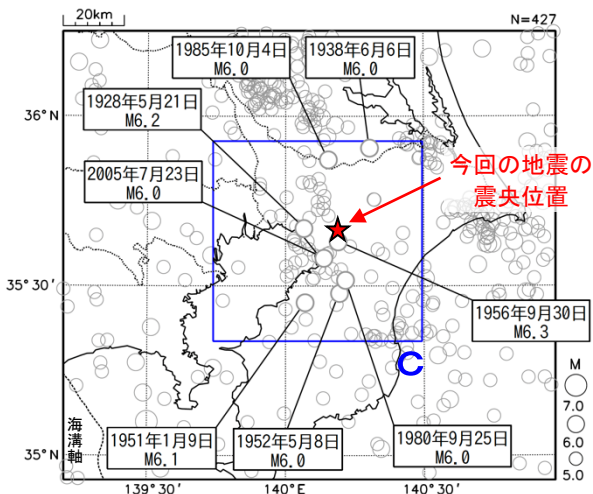 20km
N=427
1985年10月4日
M6.0
1938年6月6日
M6.0
36°N
1928年5月21日
M6.2
今回の地震の
震央位置
2005年7月23日
M6.0
35°30′
1956年9月30日
M6.3
C
M
7.0
6.0
5.0
海溝軸
1951年1月9日
M6.1
1952年5月8日
M6.0
1980年9月25日
M6.0
35°N
139°30′
140°E
140°30′